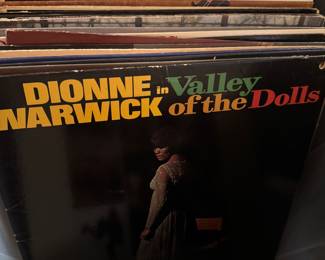 DIONNE in Valley
WARWICK of the Dolls